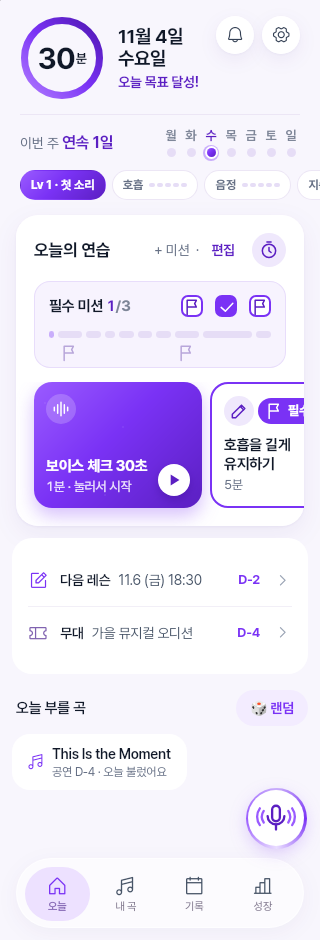 30분
11월 4일
수요일
오늘 목표 달성!
이번 주 연속 1일
월 화 수 목 금 토 일
Lv 1 · 첫 소리
호흡
음정
오늘의 연습
+ 미션 · 편집
필수 미션 1/3
보이스 체크 30초
1분 · 눌러서 시작
호흡을 길게
유지하기
5분
다음 레슨 11.6 (금) 18:30 D-2
무대 가을 뮤지컬 오디션 D-4
오늘 부를 곡
랜덤
This Is the Moment
공연 D-4 · 오늘 불렀어요
오늘
내 곡
기록
성장